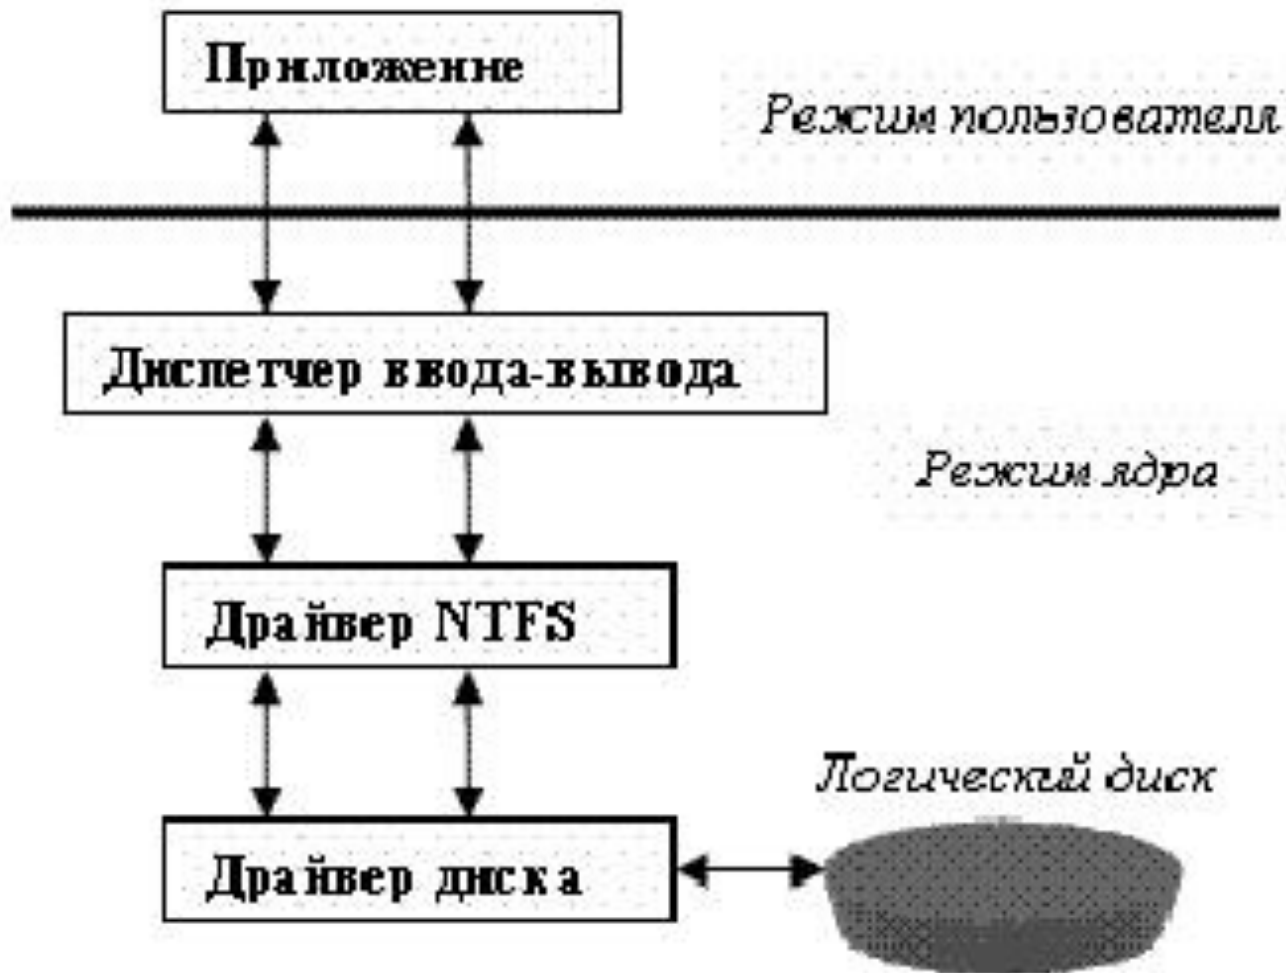 Приложение
Режим пользователя
Диспетчер ввода-вывода
Режим ядра
Драйвер NTFS
Логический диск
Драйвер диска